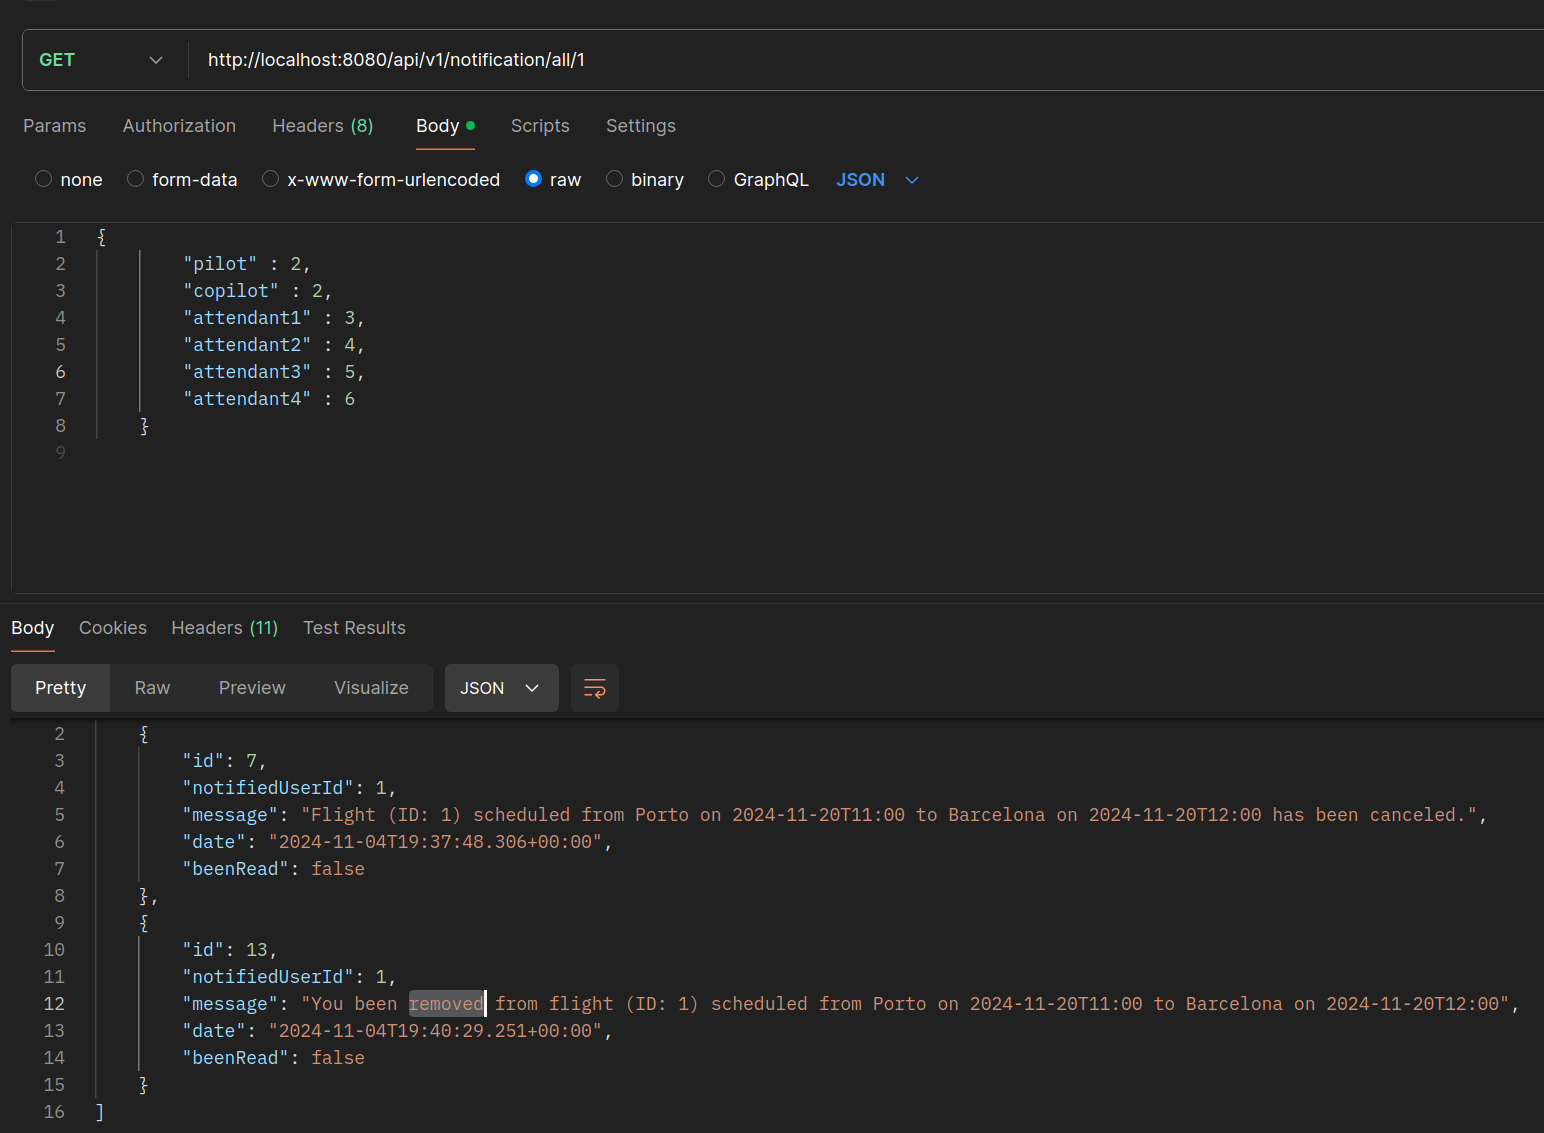 GET http://localhost:8080/api/v1/notification/all/1
Params Authorization Headers (8) Body Scripts Settings
none form-data x-www-form-urlencoded raw binary GraphQL JSON
1 {
2 "pilot" : 2,
3 "copilot" : 2,
4 "attendant1" : 3,
5 "attendant2" : 4,
6 "attendant3" : 5,
7 "attendant4" : 6
8 }
9
Body Cookies Headers (11) Test Results
Pretty Raw Preview Visualize JSON
2 {
3 "id": 7,
4 "notifiedUserId": 1,
5 "message": "Flight (ID: 1) scheduled from Porto on 2024-11-20T11:00 to Barcelona on 2024-11-20T12:00 has been canceled.",
6 "date": "2024-11-04T19:37:48.306+00:00",
7 "beenRead": false
8 },
9 {
10 "id": 13,
11 "notifiedUserId": 1,
12 "message": "You been removed from flight (ID: 1) scheduled from Porto on 2024-11-20T11:00 to Barcelona on 2024-11-20T12:00",
13 "date": "2024-11-04T19:40:29.251+00:00",
14 "beenRead": false
15 }
16 ]